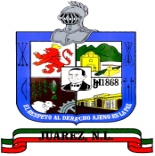 1868
EL RESPETO AL DERECHO AJENO ES LA PAZ
JUAREZ, N.L.